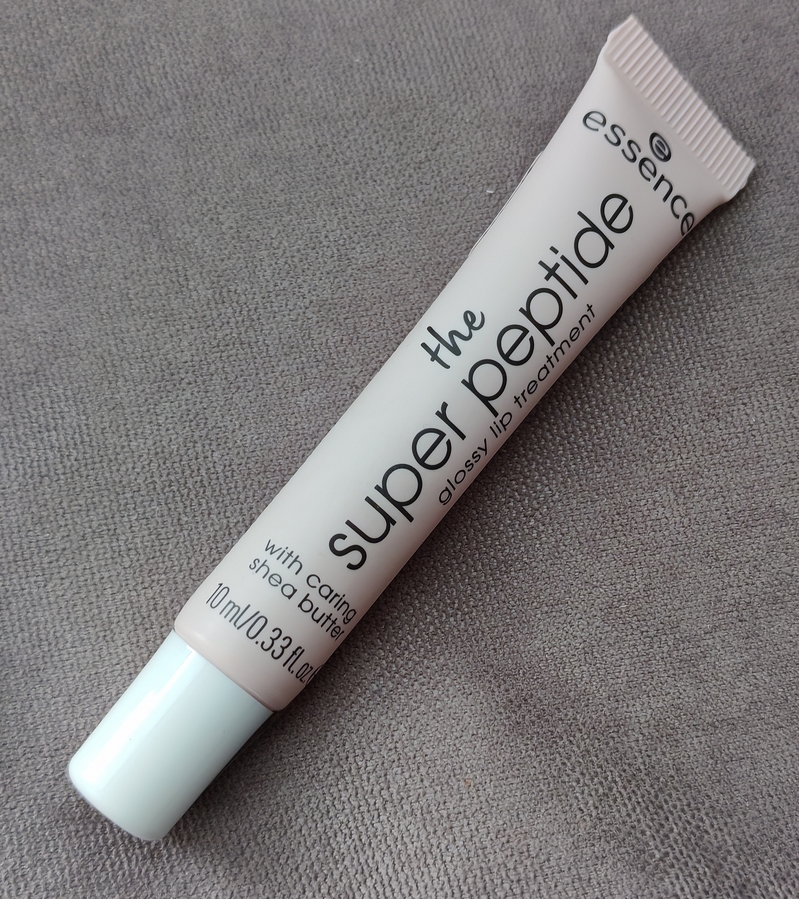 essence
the
super peptide
glossy lip treatment
with caring
shea butter
10 ml/0.33 fl.oz.